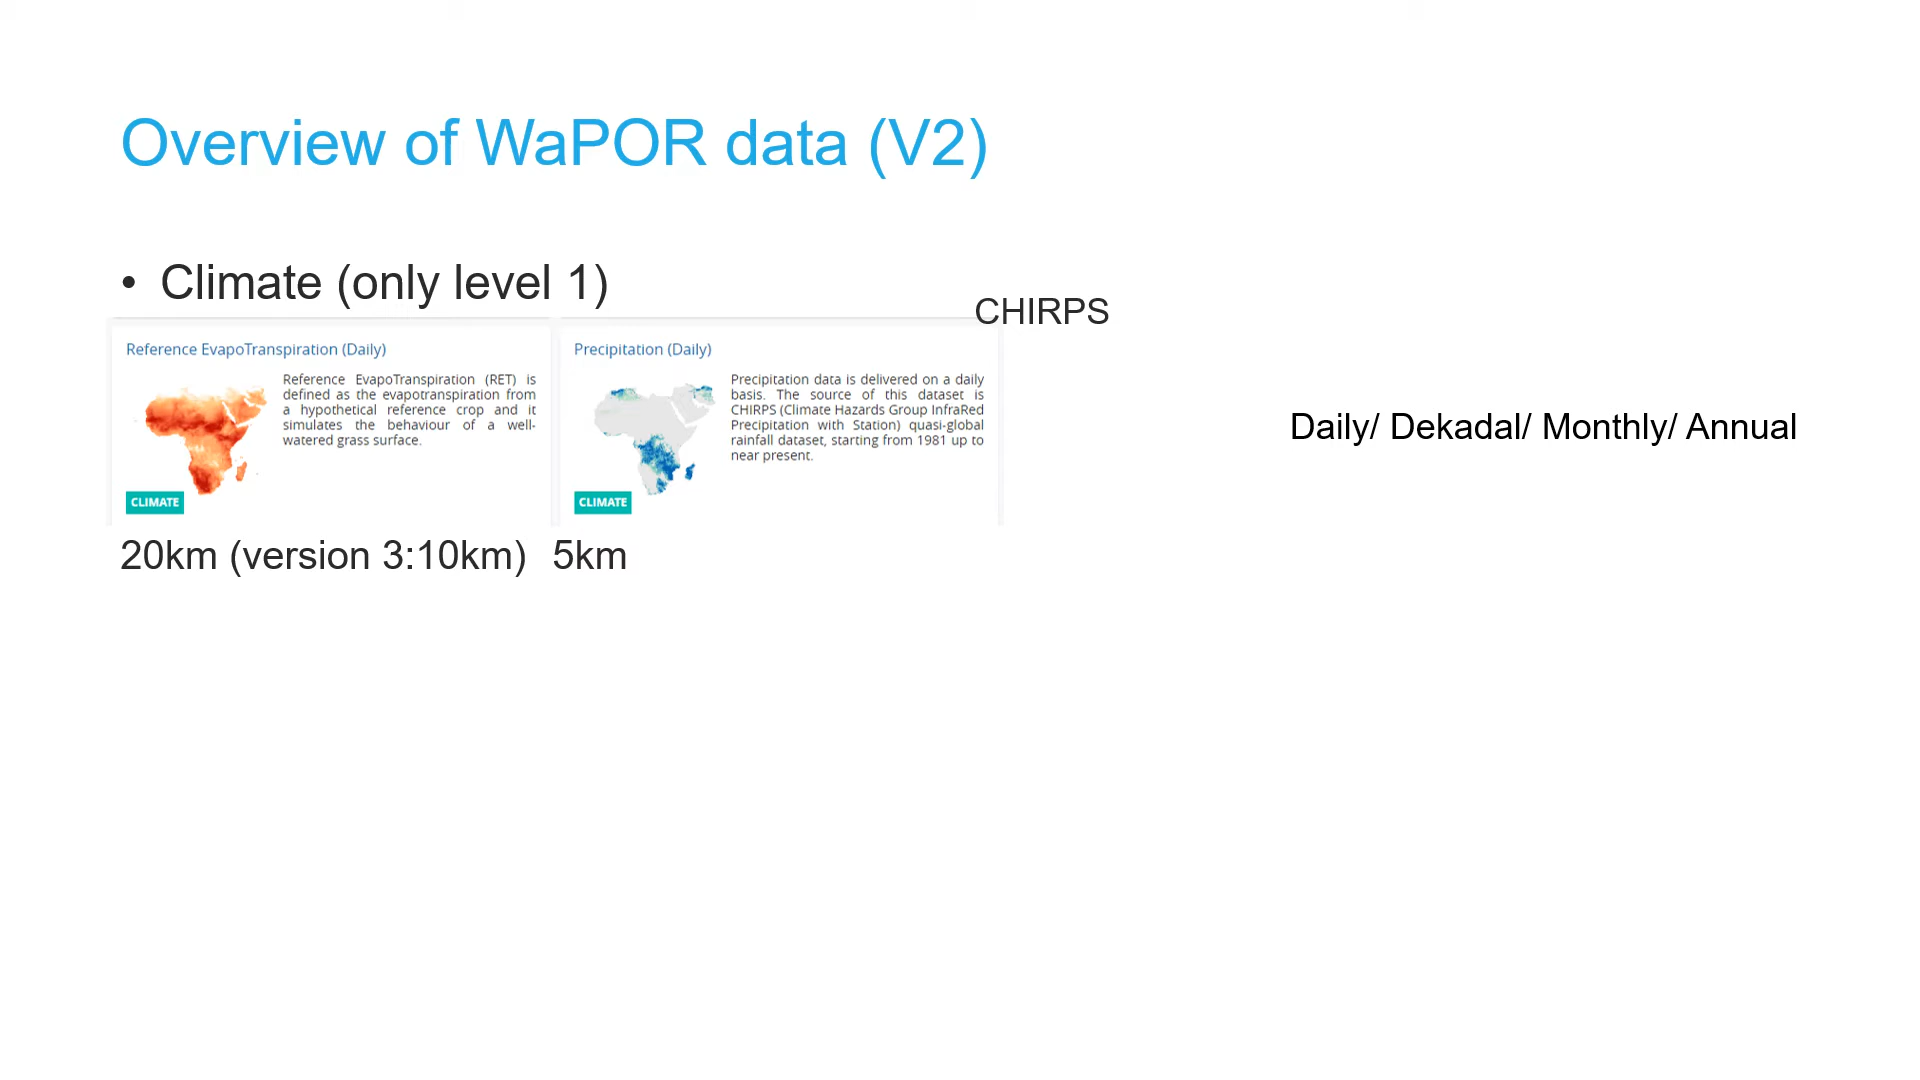 Overview of WaPOR data (V2)
• Climate (only level 1)
CHIRPS
Reference EvapoTranspiration (Daily)
Reference EvapoTranspiration (RET) is
defined as the evapotranspiration from
a hypothetical reference crop and it
simulates the behaviour of a well-
watered grass surface.
CLIMATE
Precipitation (Daily)
Precipitation data is delivered on a daily
basis. The source of this dataset is
CHIRPS (Climate Hazards Group InfraRed
Precipitation with Station) quasi-global
rainfall dataset, starting from 1981 up to
near present.
CLIMATE
Daily/ Dekadal/ Monthly/ Annual
20km (version 3:10km) 5km